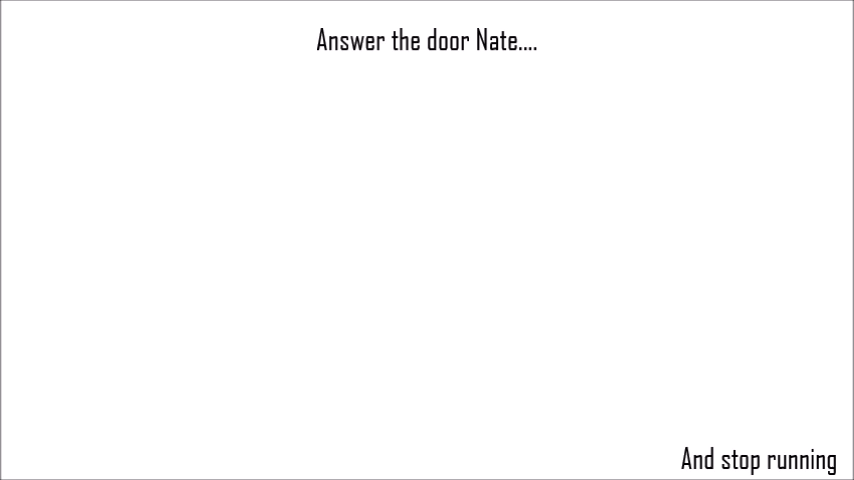 Answer the door Nate....
And stop running